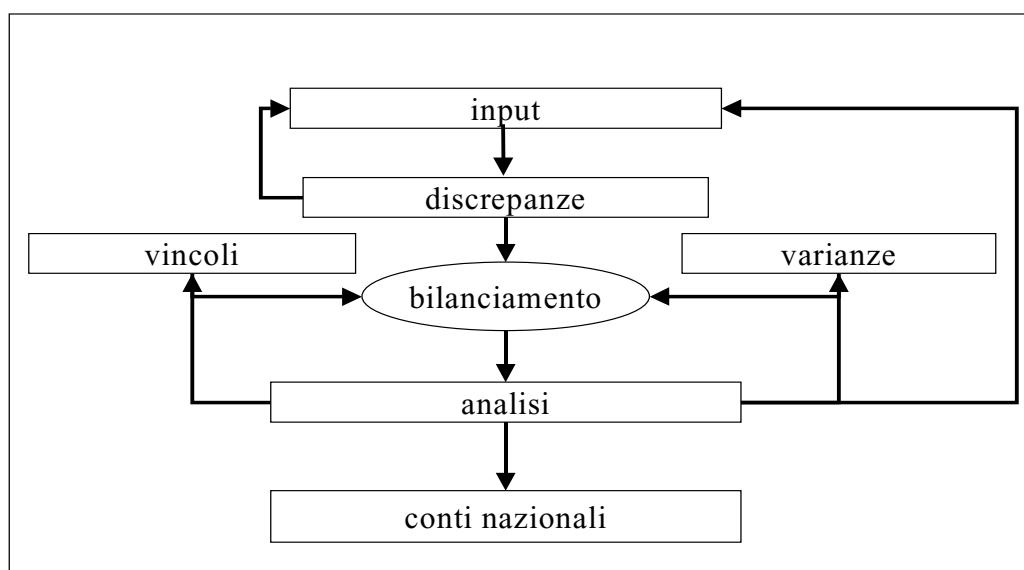 input
discrepanze
vincoli
varianze
bilanciamento
analisi
conti nazionali